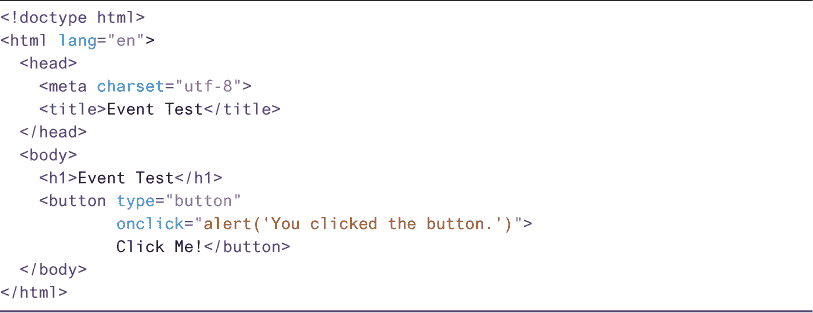 <!doctype html>
<html lang="en">
  <head>
    <meta charset="utf-8">
    <title>Event Test</title>
  </head>
  <body>
    <h1>Event Test</h1>
    <button type="button"
            onclick="alert('You clicked the button.')">
            Click Me!</button>
  </body>
</html>